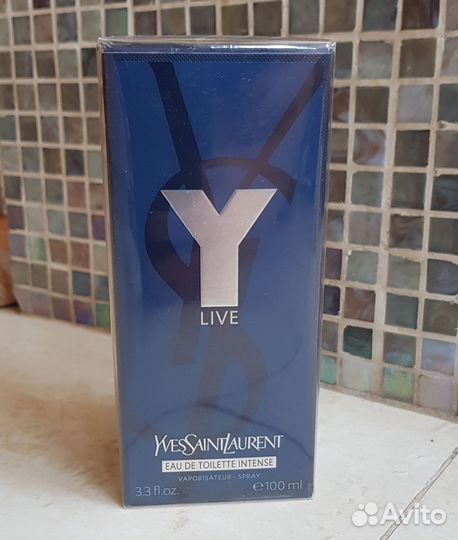 Y
LIVE
YVESSAINTLAURENT
EAU DE TOILETTE INTENSE
VAPORISATEUR - SPRAY
3.3 fl.oz. ℮100 ml
Avito